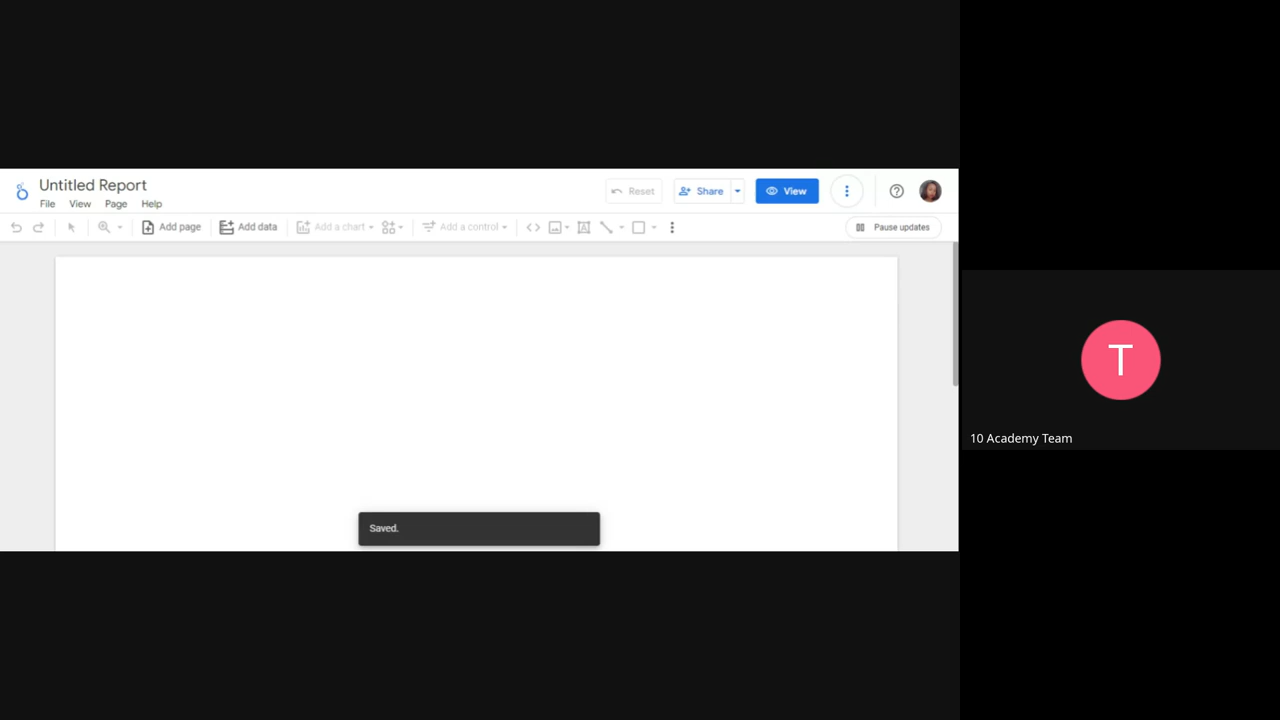 Untitled Report
File View Page Help
Reset
Share
View
Add page
Add data
Add a chart
Add a control
Pause updates
Saved.
T
10 Academy Team